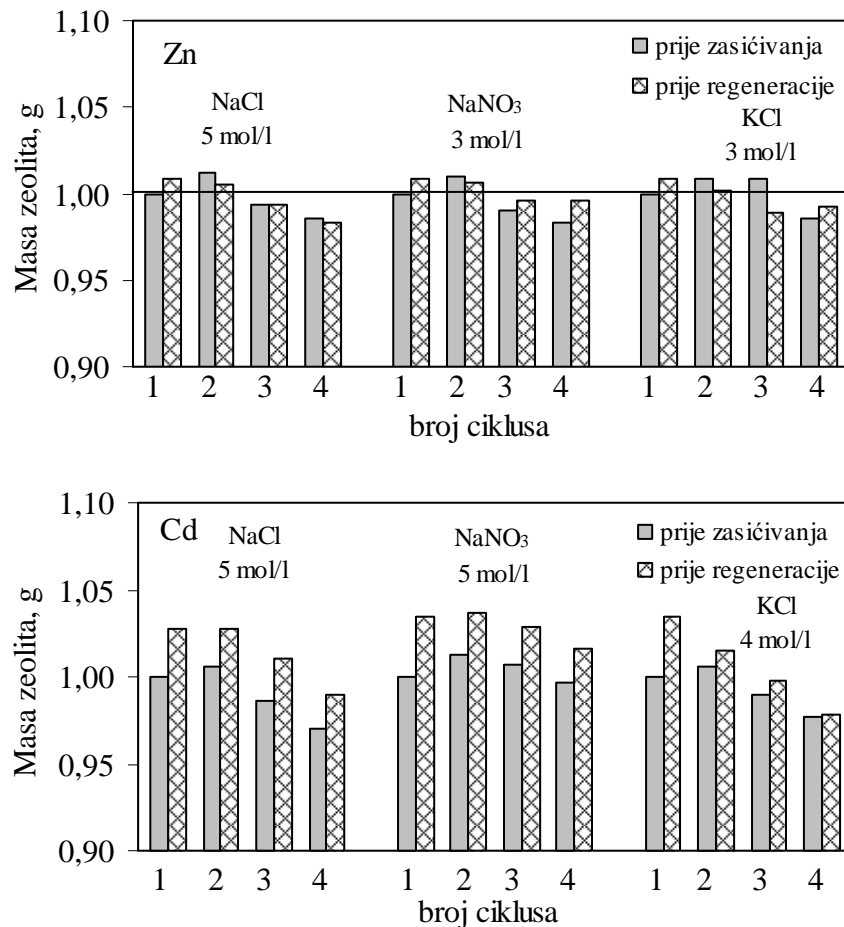 1,10
Zn
prije zasićivanja
prije regeneracije
NaCl
5 mol/l
NaNO3
3 mol/l
KCl
3 mol/l
1,05
1,00
0,95
0,90
Masa zeolita, g
1 2 3 4 1 2 3 4 1 2 3 4
broj ciklusa
1,10
Cd
prije zasićivanja
prije regeneracije
NaCl
5 mol/l
NaNO3
5 mol/l
KCl
4 mol/l
1,05
1,00
0,95
0,90
Masa zeolita, g
1 2 3 4 1 2 3 4 1 2 3 4
broj ciklusa